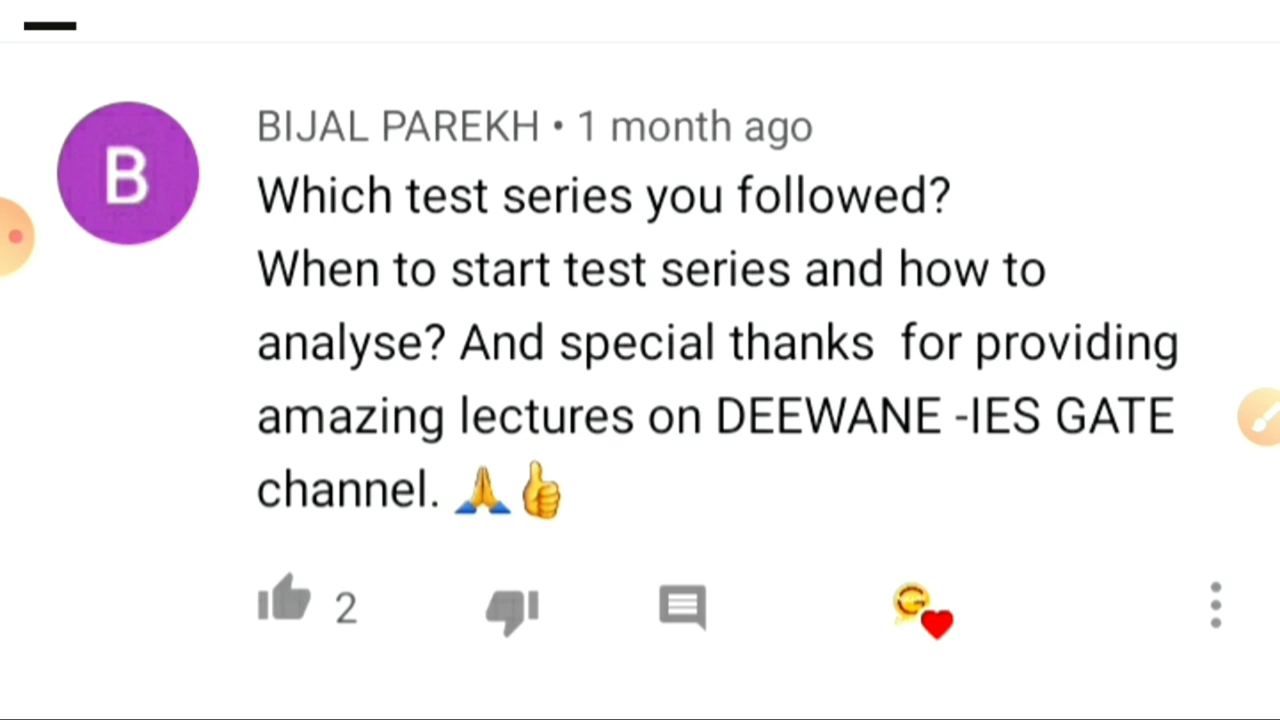 B
BIJAL PAREKH • 1 month ago
Which test series you followed?
When to start test series and how to
analyse? And special thanks for providing
amazing lectures on DEEWANE -IES GATE
channel. 🙏👍
2